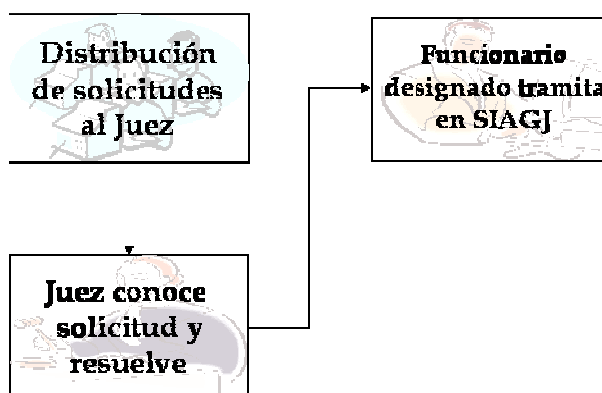 Distribución
de solicitudes
al Juez
Funcionario
designado tramita
en SIAGJ
Juez conoce
solicitud y
resuelve